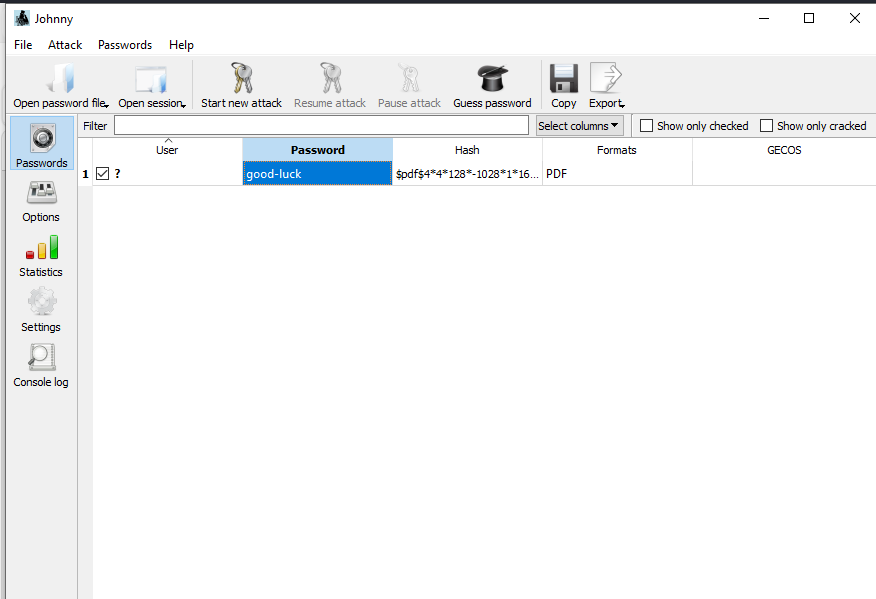 Johnny
File Attack Passwords Help
Open password file Open session Start new attack Resume attack Pause attack Guess password Copy Export
Passwords
Filter Select columns Show only checked Show only cracked
User Password Hash Formats GECOS
1 ? good-luck $pdf$4*4*128*-1028*1*16... PDF
Options
Statistics
Settings
Console log